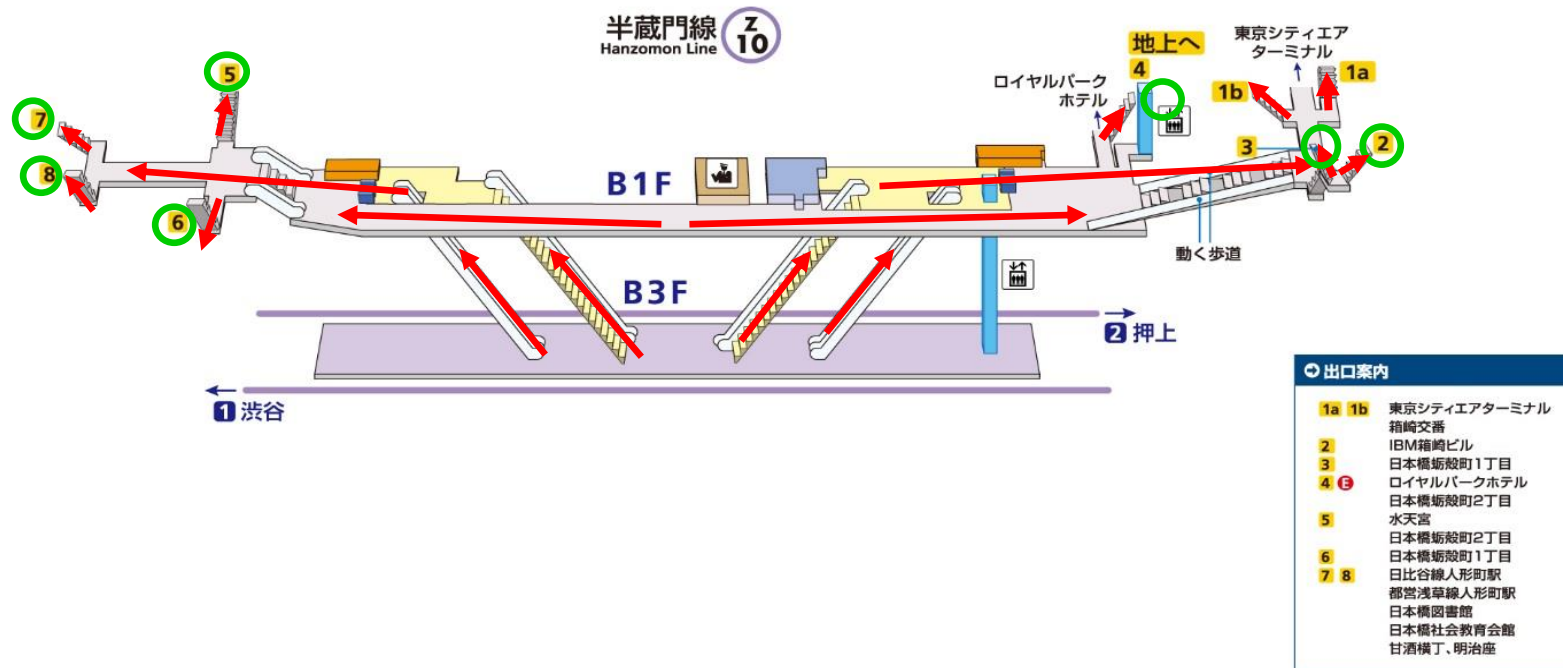 半蔵門線
Hanzomon Line
Z
10
地上へ
4
東京シティエア
ターミナル
ロイヤルパーク
ホテル
1a
1b
5
7
8
6
3
2
B1F
動く歩道
B3F
2 押上
1 渋谷
出口案内
1a 1b 東京シティエアターミナル
箱崎交番
2 IBM箱崎ビル
3 日本橋蛎殻町1丁目
4 E ロイヤルパークホテル
日本橋蛎殻町2丁目
5 水天宮
日本橋蛎殻町2丁目
6 日本橋蛎殻町1丁目
7 8 日比谷線人形町駅
都営浅草線人形町駅
日本橋図書館
日本橋社会教育会館
甘酒横丁、明治座